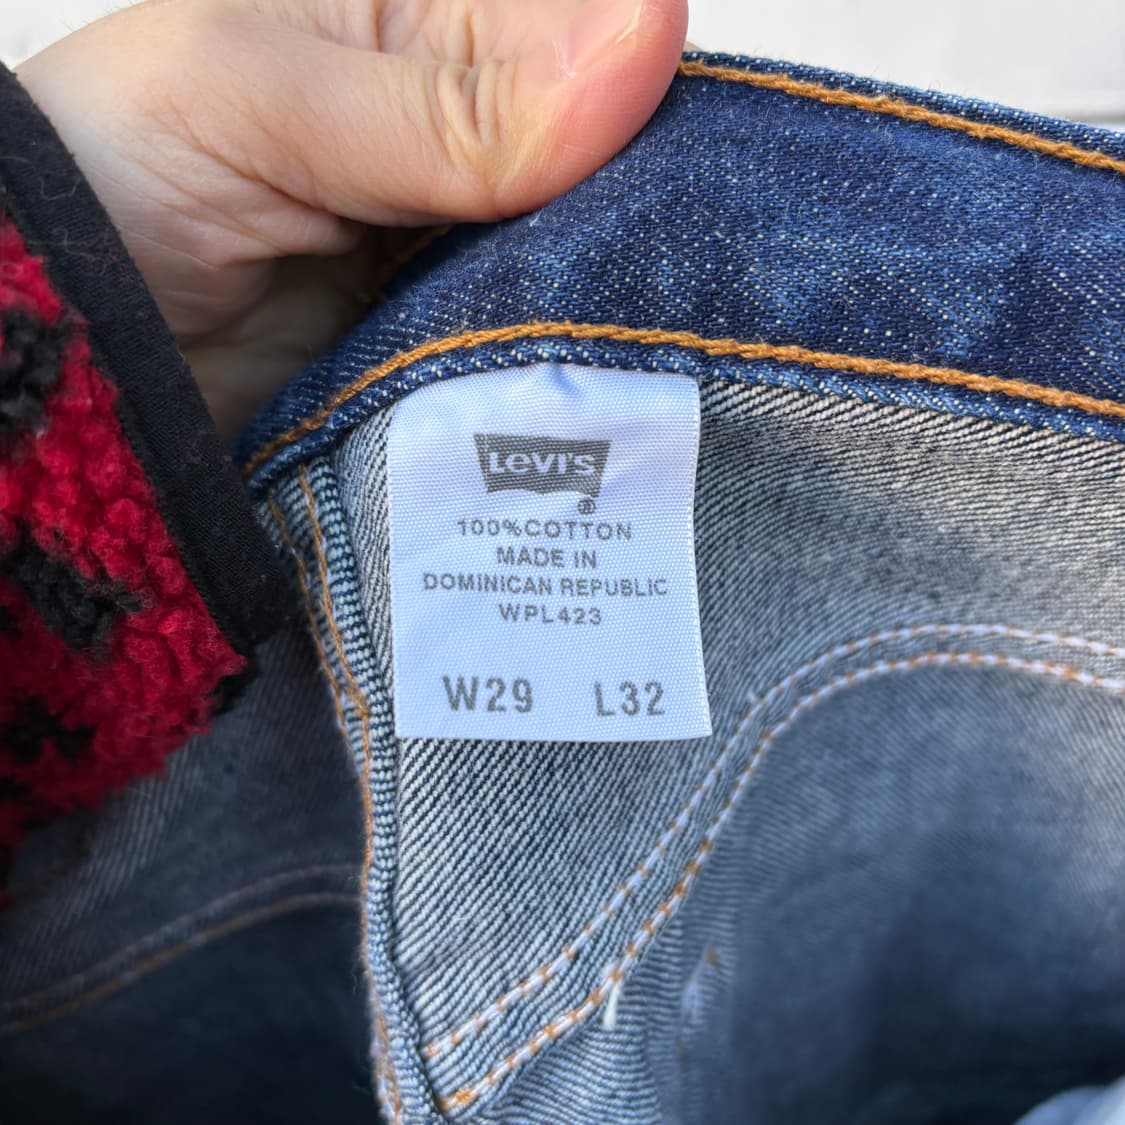 LEVI'S
®
100%COTTON
MADE IN
DOMINICAN REPUBLIC
WPL423
W29 L32